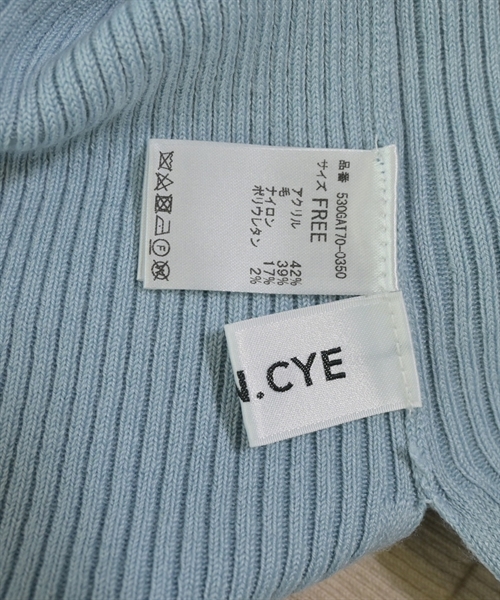 品番 530GAT70-0350
サイズ FREE
アクリル 42%
毛 39%
ナイロン 17%
ポリウレタン 2%
.CYE